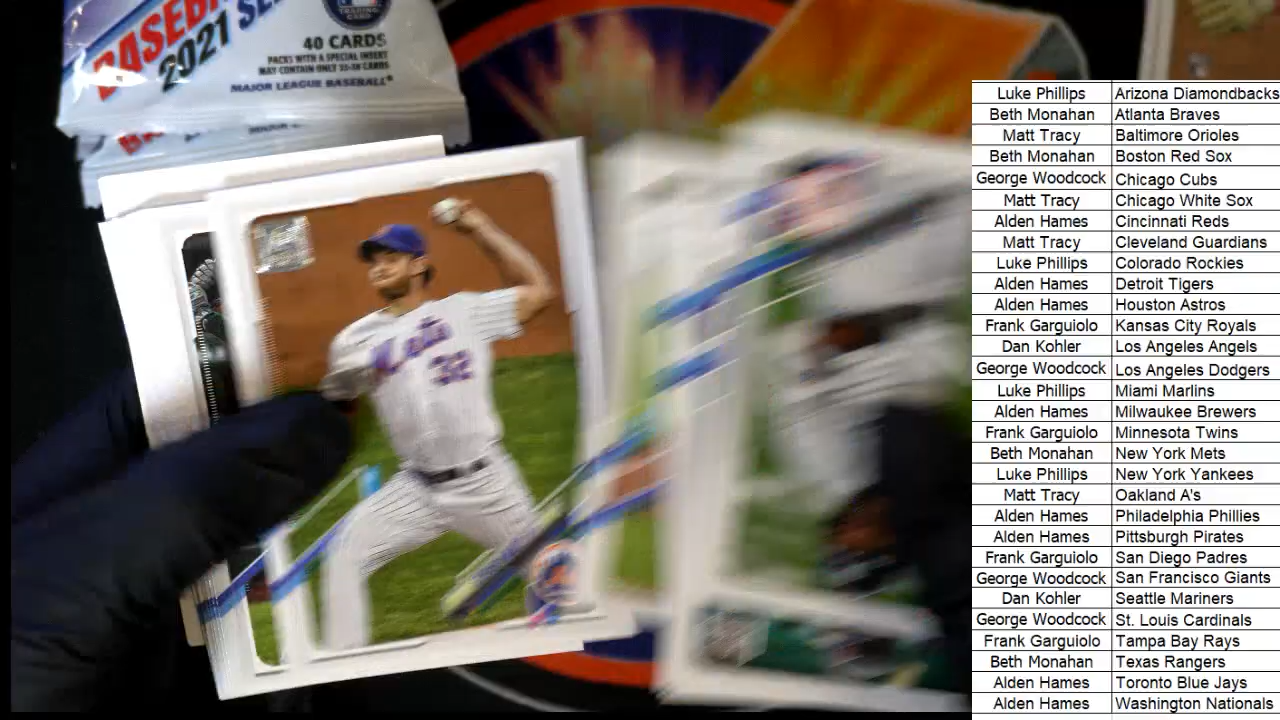 BASEB
2021 SE
TRADING
CARD
40 CARDS
PACKS WITH A SPECIAL INSERT
MAY CONTAIN ONLY 32-38 CARDS
MAJOR LEAGUE BASEBALL®
Mets
32
Luke Phillips Arizona Diamondbacks
Beth Monahan Atlanta Braves
Matt Tracy Baltimore Orioles
Beth Monahan Boston Red Sox
George Woodcock Chicago Cubs
Matt Tracy Chicago White Sox
Alden Hames Cincinnati Reds
Matt Tracy Cleveland Guardians
Luke Phillips Colorado Rockies
Alden Hames Detroit Tigers
Alden Hames Houston Astros
Frank Garguiolo Kansas City Royals
Dan Kohler Los Angeles Angels
George Woodcock Los Angeles Dodgers
Luke Phillips Miami Marlins
Alden Hames Milwaukee Brewers
Frank Garguiolo Minnesota Twins
Beth Monahan New York Mets
Luke Phillips New York Yankees
Matt Tracy Oakland A's
Alden Hames Philadelphia Phillies
Alden Hames Pittsburgh Pirates
Frank Garguiolo San Diego Padres
George Woodcock San Francisco Giants
Dan Kohler Seattle Mariners
George Woodcock St. Louis Cardinals
Frank Garguiolo Tampa Bay Rays
Beth Monahan Texas Rangers
Alden Hames Toronto Blue Jays
Alden Hames Washington Nationals